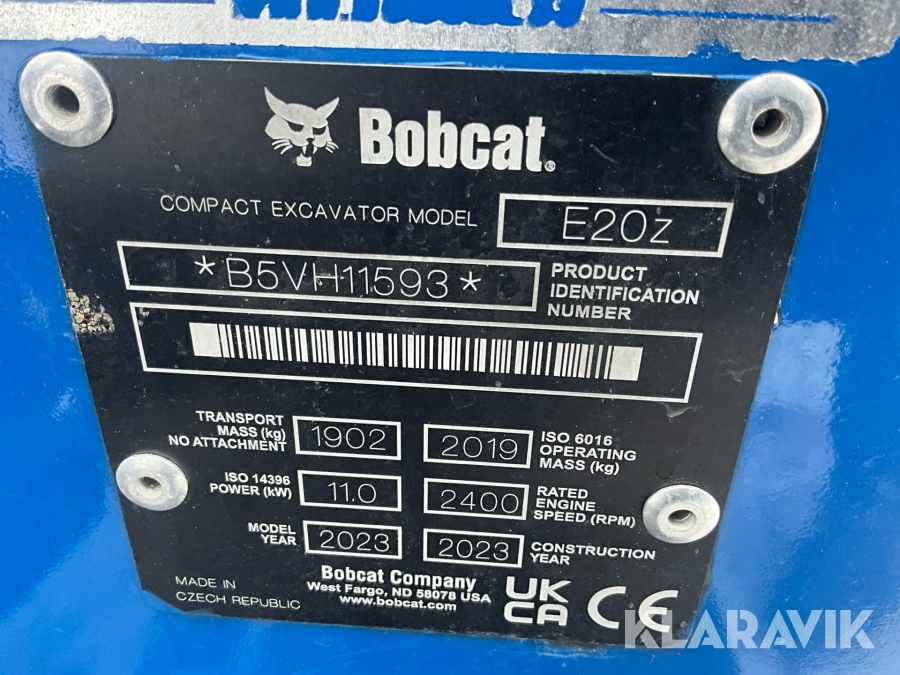 Bobcat®
COMPACT EXCAVATOR MODEL E20z
*B5VH11593* PRODUCT IDENTIFICATION NUMBER
TRANSPORT MASS (kg) NO ATTACHMENT 1902
2019 ISO 6016 OPERATING MASS (kg)
ISO 14396 POWER (kW) 11.0
2400 RATED ENGINE SPEED (RPM)
MODEL YEAR 2023
2023 CONSTRUCTION YEAR
MADE IN
CZECH REPUBLIC
Bobcat Company
West Fargo, ND 58078 USA
www.bobcat.com
UK
CA CE
KLARAVIK